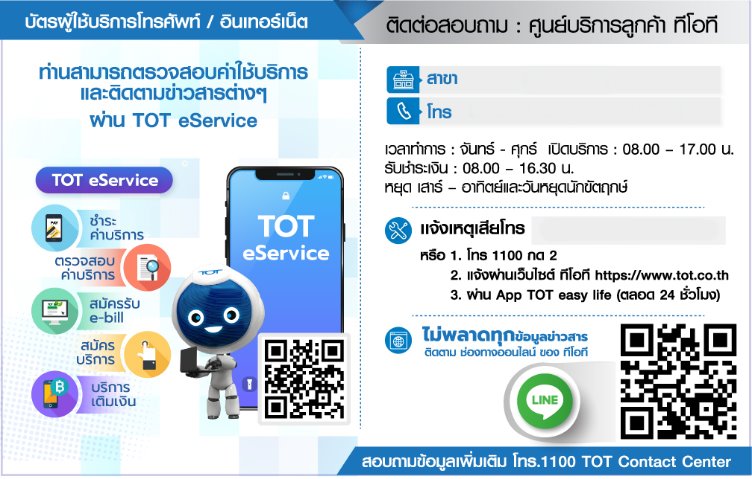 บัตรผู้ใช้บริการโทรศัพท์ / อินเทอร์เน็ต
ท่านสามารถตรวจสอบค่าใช้บริการ
และติดตามข่าวสารต่างๆ
ผ่าน TOT eService
TOT eService
ชำระ
ค่าบริการ
ตรวจสอบ
ค่าบริการ
สมัครรับ
e-bill
สมัคร
บริการ
บริการ
เติมเงิน
TOT
eService
TOT
ติดต่อสอบถาม : ศูนย์บริการลูกค้า ทีโอที
สาขา
โทร
เวลาทำการ : จันทร์ - ศุกร์ เปิดบริการ : 08.00 – 17.00 น.
รับชำระเงิน : 08.00 – 16.30 น.
หยุด เสาร์ – อาทิตย์และวันหยุดนักขัตฤกษ์
แจ้งเหตุเสียโทร
หรือ 1. โทร 1100 กด 2
2. แจ้งผ่านเว็บไซต์ ทีโอที https://www.tot.co.th
3. ผ่าน App TOT easy life (ตลอด 24 ชั่วโมง)
ไม่พลาดทุกข้อมูลข่าวสาร
ติดตาม ช่องทางออนไลน์ ของ ทีโอที
LINE
สอบถามข้อมูลเพิ่มเติม โทร.1100 TOT Contact Center